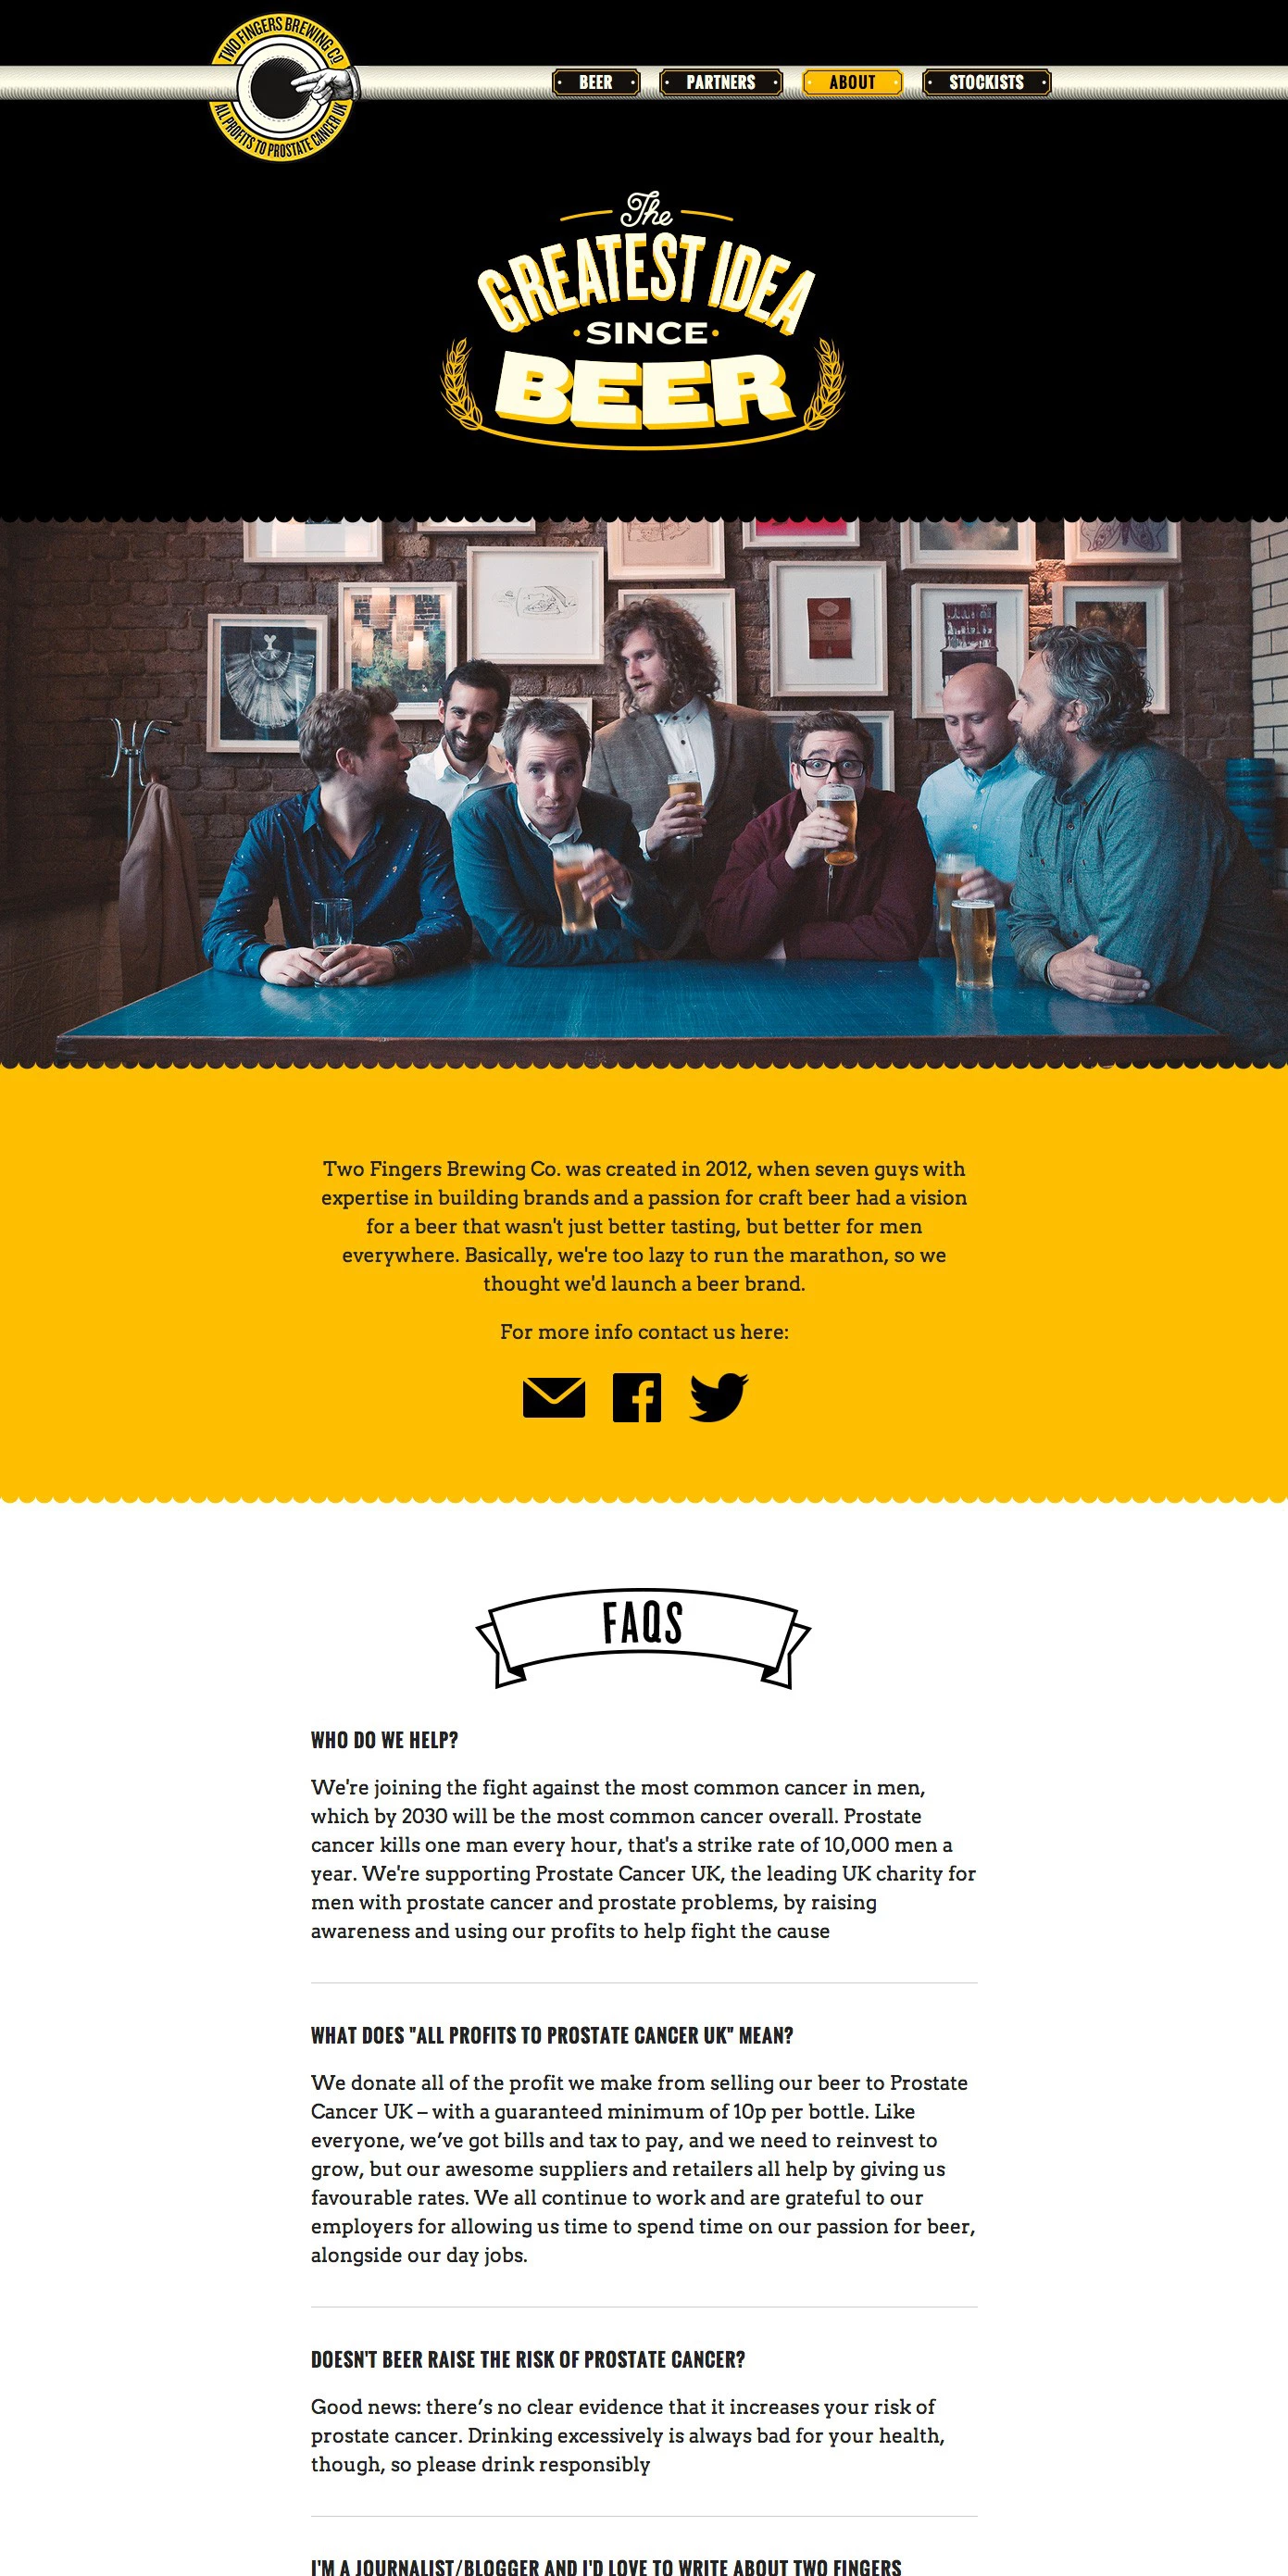 TWO FINGERS BREWING CO
ALL PROFITS TO PROSTATE CANCER UK
BEER
PARTNERS
ABOUT
STOCKISTS
The
GREATEST IDEA
SINCE
BEER
Two Fingers Brewing Co. was created in 2012, when seven guys with
expertise in building brands and a passion for craft beer had a vision
for a beer that wasn't just better tasting, but better for men
everywhere. Basically, we're too lazy to run the marathon, so we
thought we'd launch a beer brand.
For more info contact us here:
FAQS
WHO DO WE HELP?
We're joining the fight against the most common cancer in men,
which by 2030 will be the most common cancer overall. Prostate
cancer kills one man every hour, that's a strike rate of 10,000 men a
year. We're supporting Prostate Cancer UK, the leading UK charity for
men with prostate cancer and prostate problems, by raising
awareness and using our profits to help fight the cause
WHAT DOES "ALL PROFITS TO PROSTATE CANCER UK" MEAN?
We donate all of the profit we make from selling our beer to Prostate
Cancer UK – with a guaranteed minimum of 10p per bottle. Like
everyone, we’ve got bills and tax to pay, and we need to reinvest to
grow, but our awesome suppliers and retailers all help by giving us
favourable rates. We all continue to work and are grateful to our
employers for allowing us time to spend time on our passion for beer,
alongside our day jobs.
DOESN'T BEER RAISE THE RISK OF PROSTATE CANCER?
Good news: there’s no clear evidence that it increases your risk of
prostate cancer. Drinking excessively is always bad for your health,
though, so please drink responsibly
I'M A JOURNALIST/BLOGGER AND I'D LOVE TO WRITE ABOUT TWO FINGERS